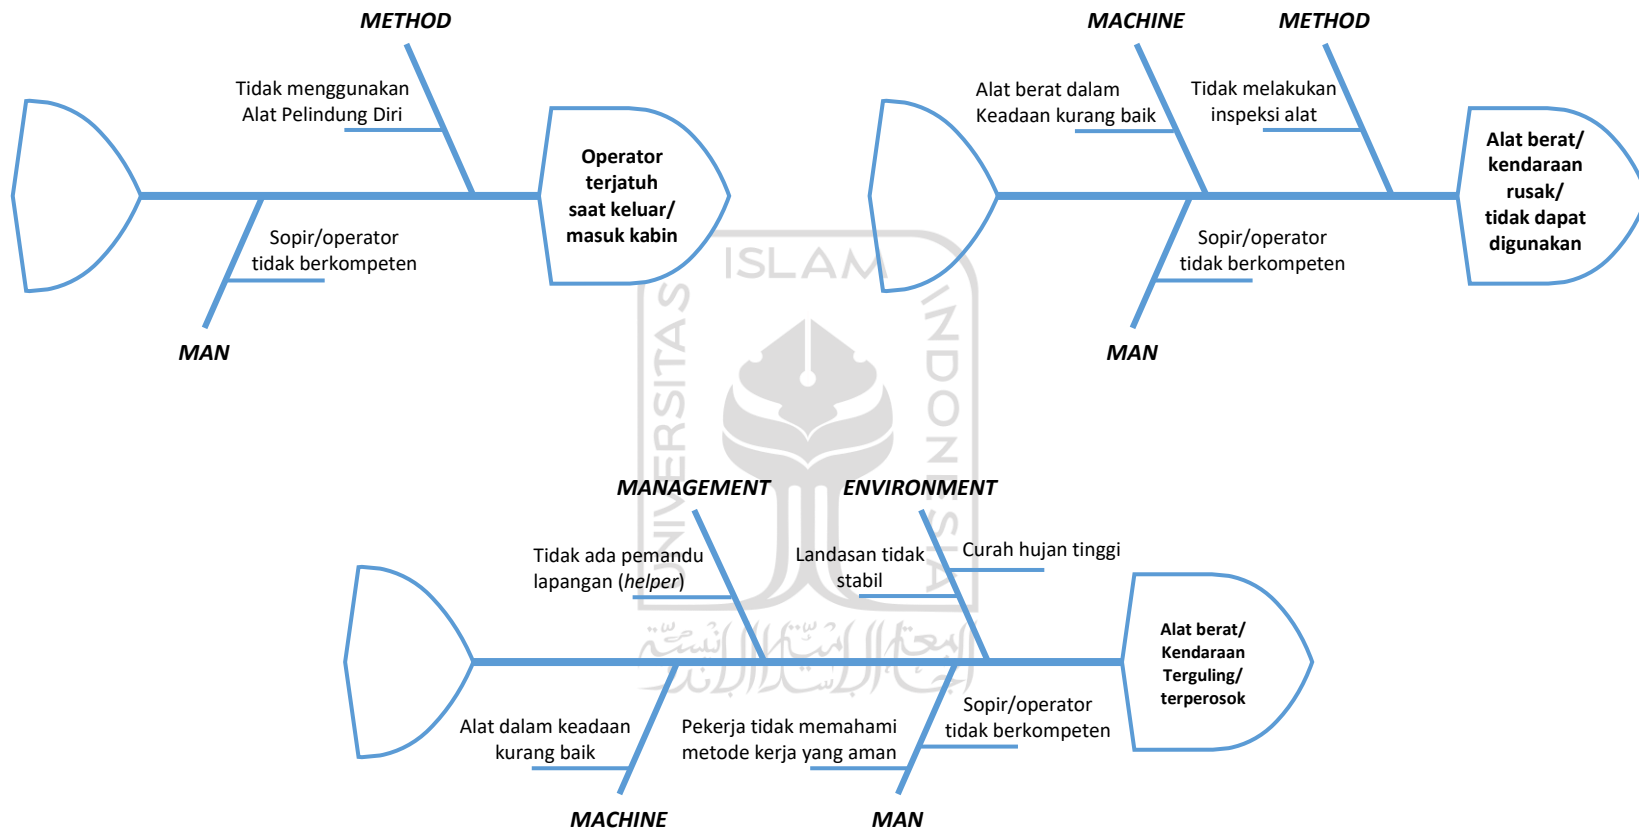 METHOD
Tidak menggunakan
Alat Pelindung Diri
Operator
terjatuh
saat keluar/
masuk kabin
Sopir/operator
tidak berkompeten
MAN
MACHINE
METHOD
Alat berat dalam
Keadaan kurang baik
Tidak melakukan
inspeksi alat
Alat berat/
kendaraan
rusak/
tidak dapat
digunakan
Sopir/operator
tidak berkompeten
MAN
ISLAM
UNIVERSITAS
INDONESIA
MANAGEMENT
ENVIRONMENT
Tidak ada pemandu
lapangan (helper)
Landasan tidak
stabil
Curah hujan tinggi
Alat berat/
Kendaraan
Terguling/
terperosok
Alat dalam keadaan
kurang baik
Pekerja tidak memahami
metode kerja yang aman
Sopir/operator
tidak berkompeten
MACHINE
MAN